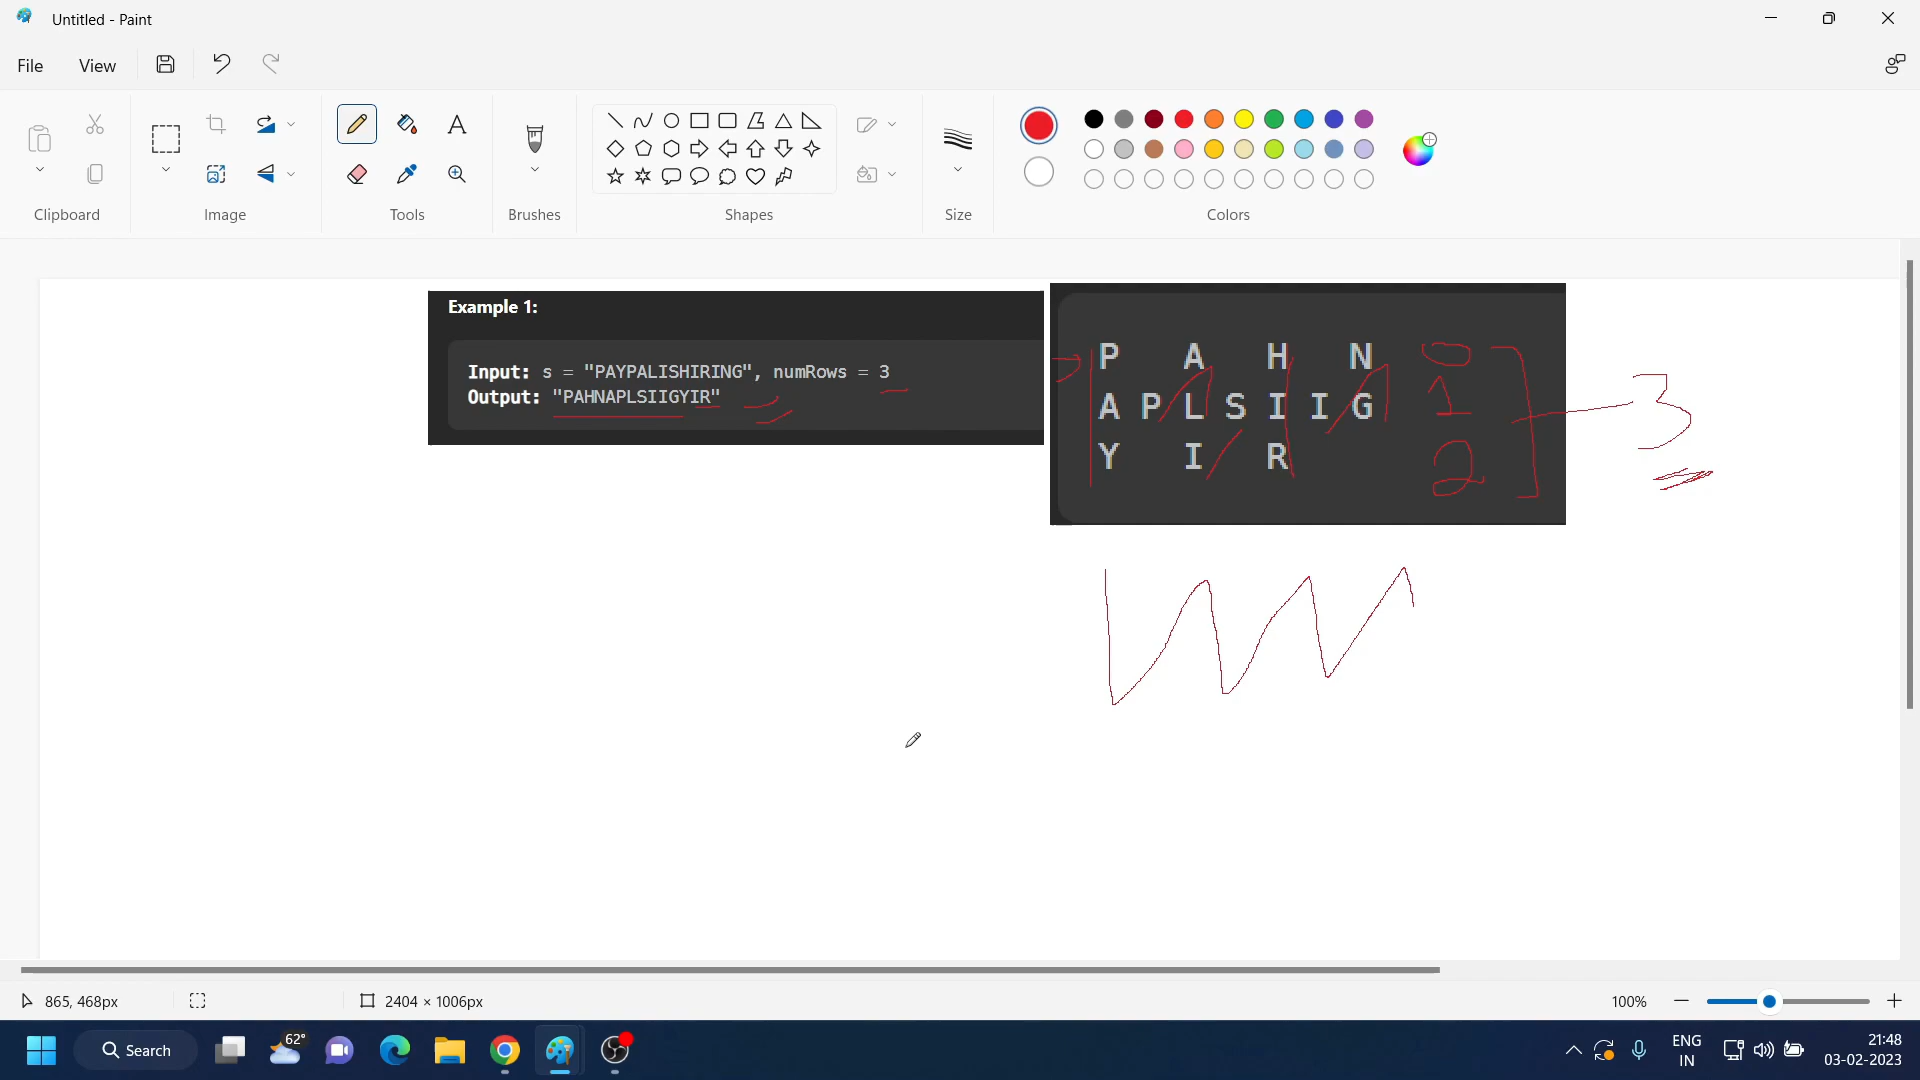 Untitled - Paint
File View
Clipboard
Image
Tools
Brushes
Shapes
Size
Colors
Example 1:
Input: s = "PAYPALISHIRING", numRows = 3
Output: "PAHNAPLSIIGYIR"
P A H N 0
A P L S I I G 1
Y I R 2
3
865, 468px
2404 × 1006px
100%
62°
Search
ENG
IN
21:48
03-02-2023